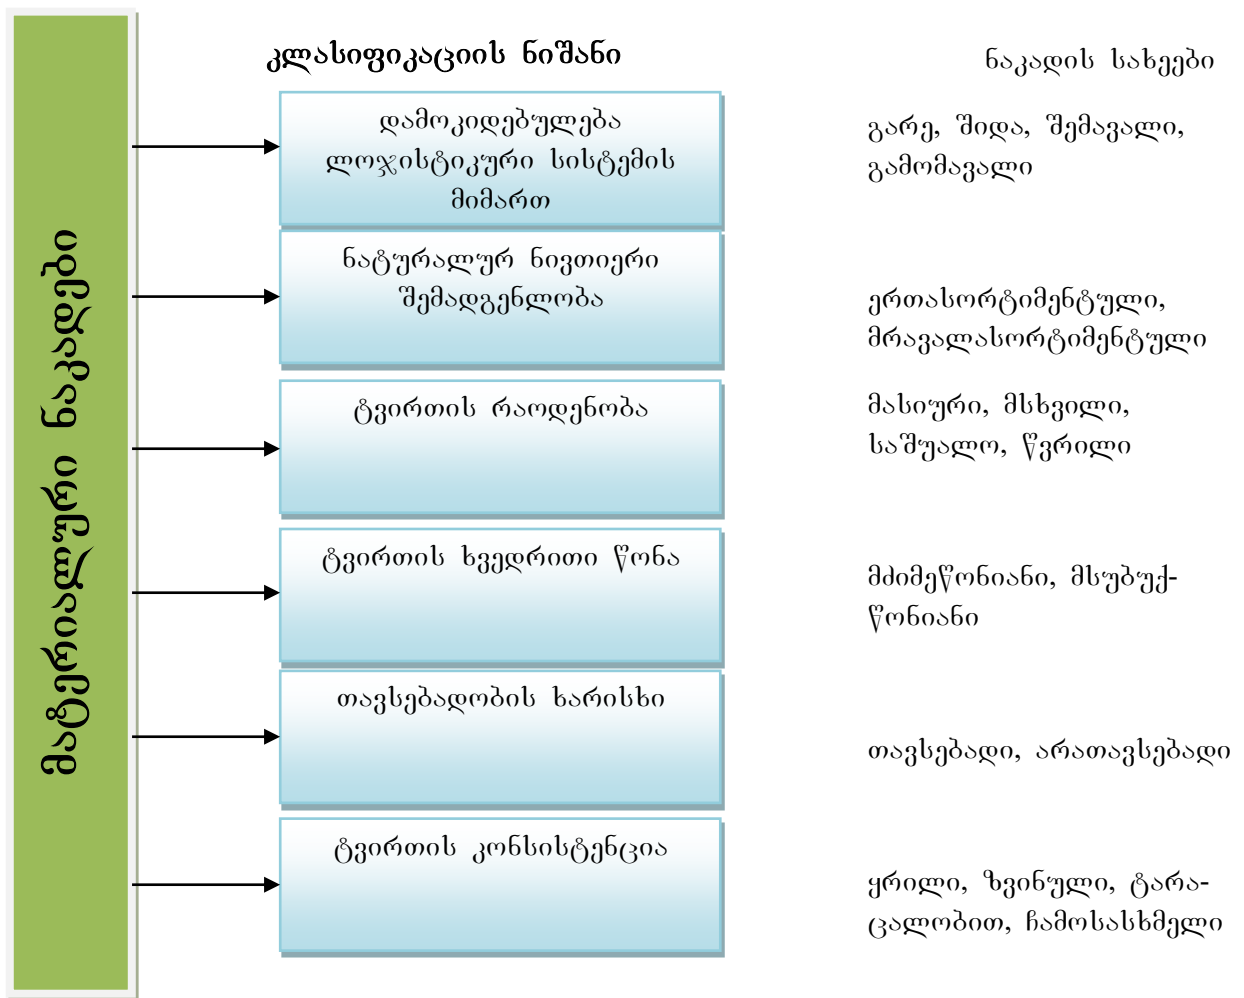 მატერიალური ნაკადები
კლასიფიკაციის ნიშანი
ნაკადის სახეები
დამოკიდებულება
ლოჯისტიკური სისტემის
მიმართ
გარე, შიდა, შემავალი,
გამომავალი
ნატურალურ ნივთიერი
შემადგენლობა
ერთასორტიმენტული,
მრავალასორტიმენტული
ტვირთის რაოდენობა
მასიური, მსხვილი,
საშუალო, წვრილი
ტვირთის ხვედრითი წონა
მძიმეწონიანი, მსუბუქ-
წონიანი
თავსებადობის ხარისხი
თავსებადი, არათავსებადი
ტვირთის კონსისტენცია
ყრილი, ზვინული, ტარა-
ცალობით, ჩამოსასხმელი